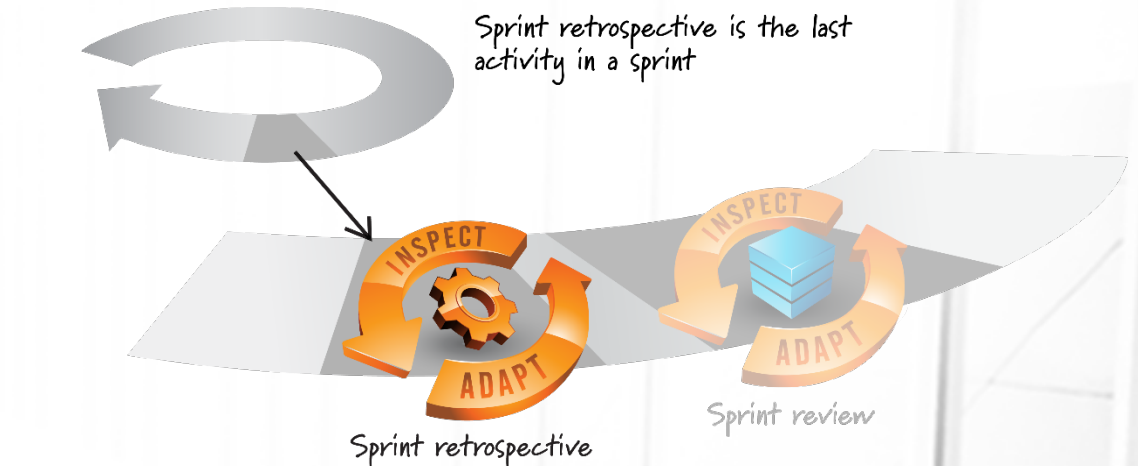 Sprint retrospective is the last
activity in a sprint
INSPECT
ADAPT
Sprint retrospective
INSPECT
ADAPT
Sprint review